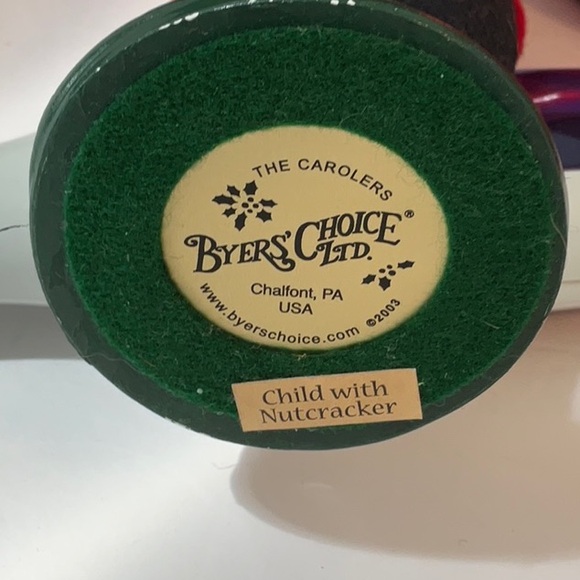 THE CAROLERS
BYERS' CHOICE®
LTD.
Chalfont, PA
USA
www.byerschoice.com ©2003
Child with
Nutcracker